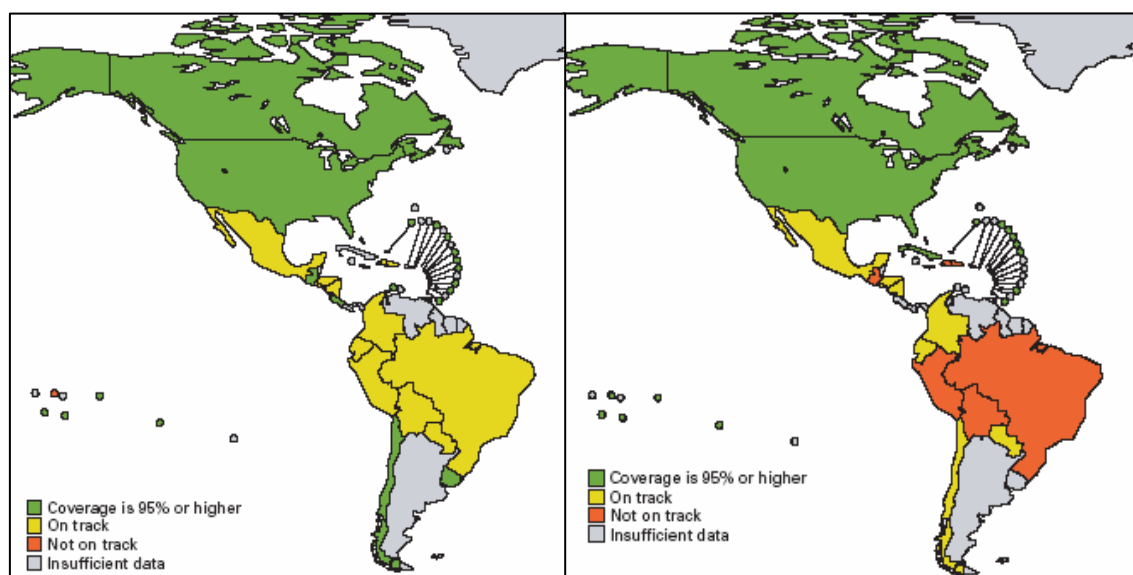 Coverage is 95% or higher
On track
Not on track
Insufficient data
Coverage is 95% or higher
On track
Not on track
Insufficient data